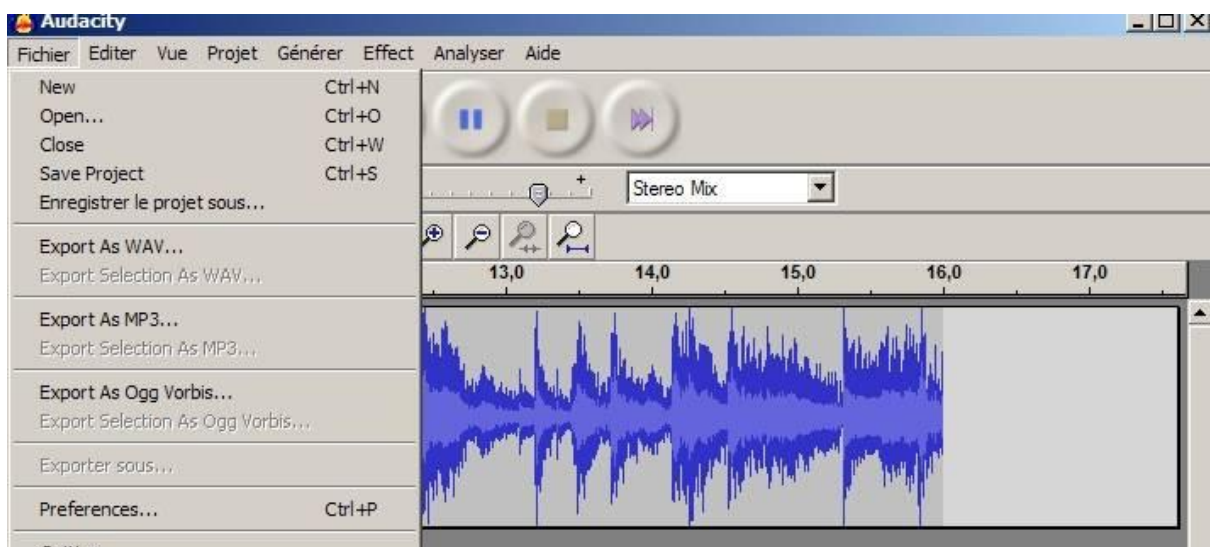 Audacity
Fichier Editer Vue Projet Générer Effect Analyser Aide
New Ctrl+N
Open... Ctrl+O
Close Ctrl+W
Save Project Ctrl+S
Enregistrer le projet sous...
Export As WAV...
Export Selection As WAV...
Export As MP3...
Export Selection As MP3...
Export As Ogg Vorbis...
Export Selection As Ogg Vorbis...
Exporter sous...
Preferences... Ctrl+P
Stereo Mix
13,0 14,0 15,0 16,0 17,0